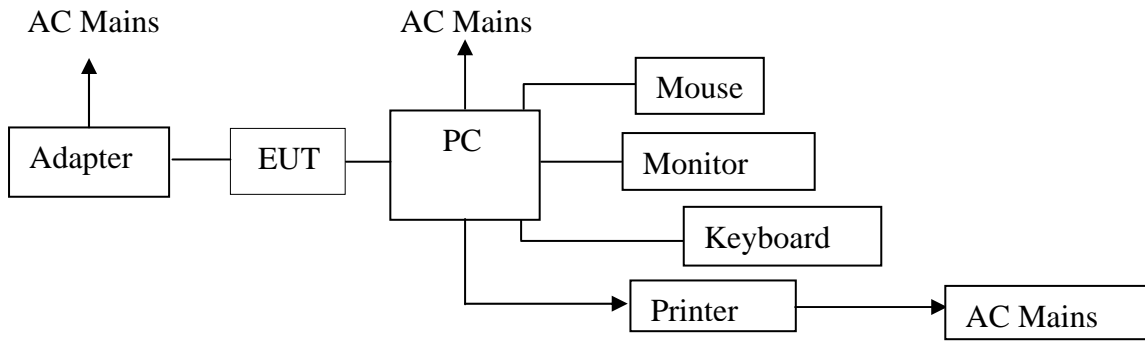 AC Mains
AC Mains
Mouse
PC
Adapter
EUT
Monitor
Keyboard
Printer
AC Mains